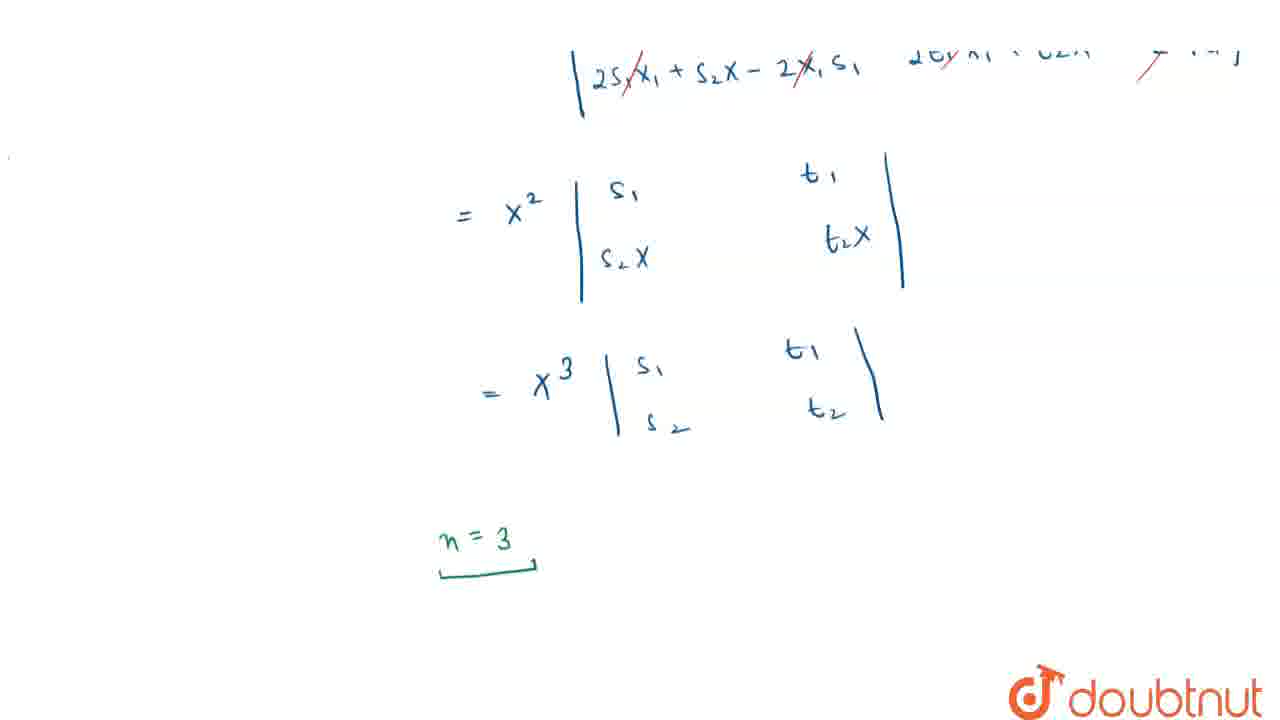 2s₁x₁ + s₂x - 2x₁s₁
= x² | s₁ t₁ |
| s₂x t₂x |
= x³ | s₁ t₁ |
| s₂ t₂ |
n = 3
doubtnut